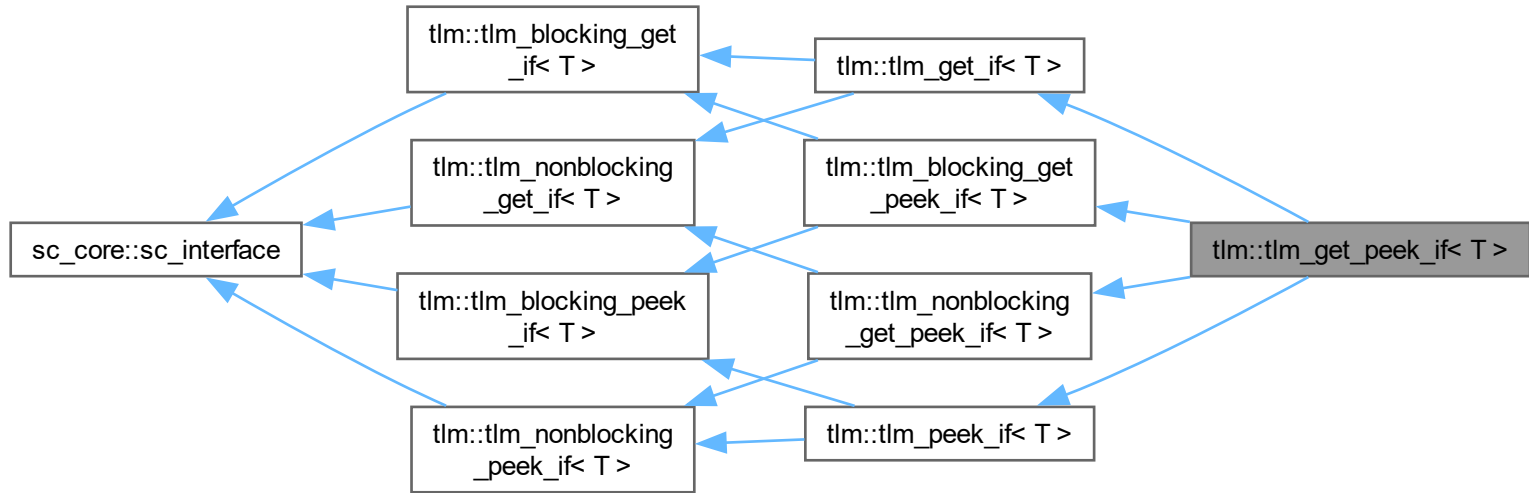 tlm::tlm_blocking_get
_if< T >
tlm::tlm_get_if< T >
tlm::tlm_nonblocking
_get_if< T >
tlm::tlm_blocking_get
_peek_if< T >
sc_core::sc_interface
tlm::tlm_get_peek_if< T >
tlm::tlm_blocking_peek
_if< T >
tlm::tlm_nonblocking
_get_peek_if< T >
tlm::tlm_nonblocking
_peek_if< T >
tlm::tlm_peek_if< T >